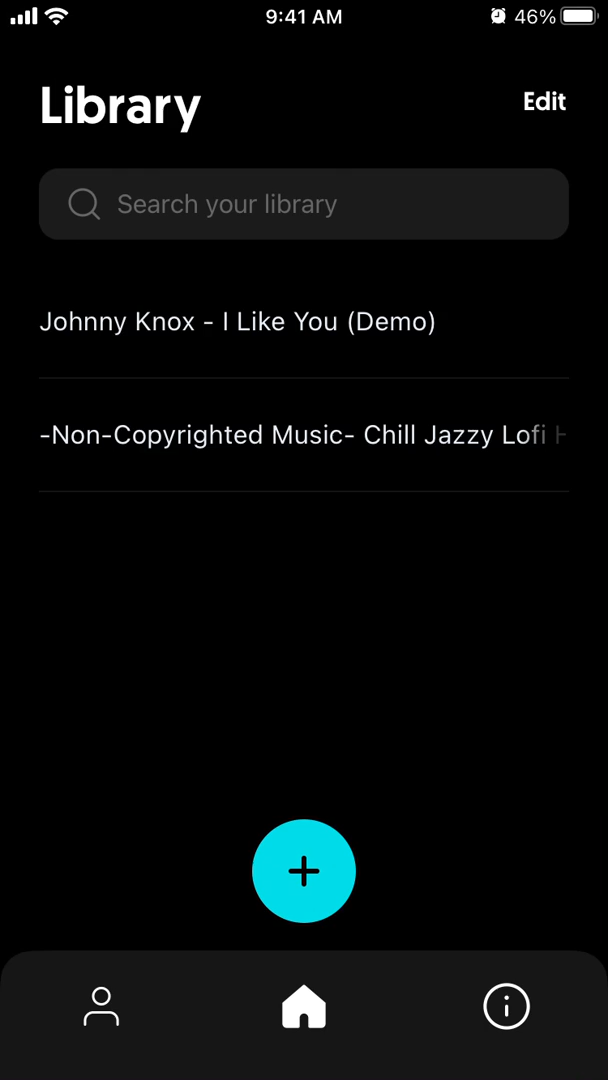 9:41 AM
46%
Library
Edit
Search your library
Johnny Knox - I Like You (Demo)
-Non-Copyrighted Music- Chill Jazzy Lofi H